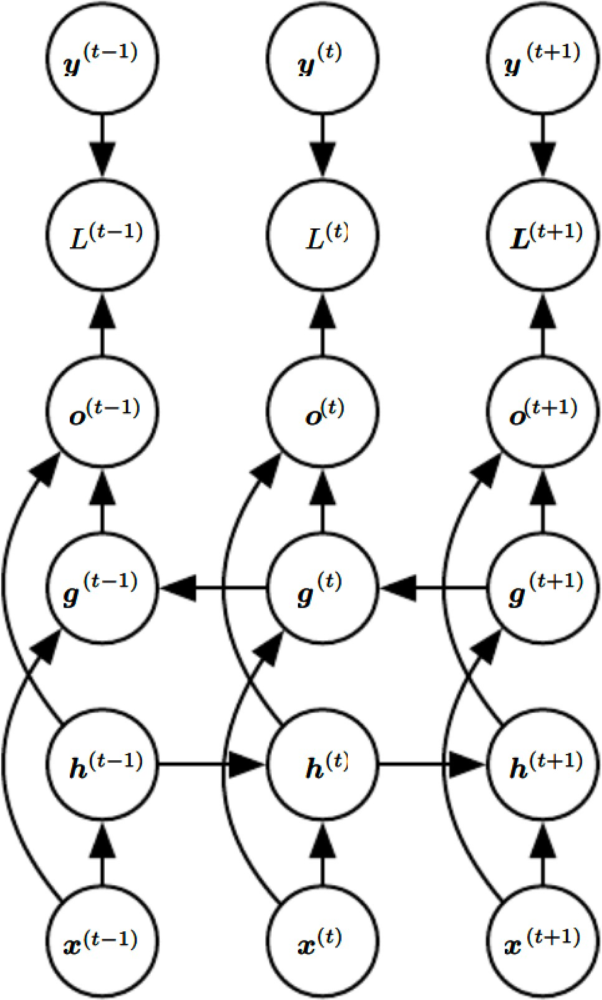 y^(t−1) y^(t) y^(t+1)
L^(t−1) L^(t) L^(t+1)
o^(t−1) o^(t) o^(t+1)
g^(t−1) g^(t) g^(t+1)
h^(t−1) h^(t) h^(t+1)
x^(t−1) x^(t) x^(t+1)